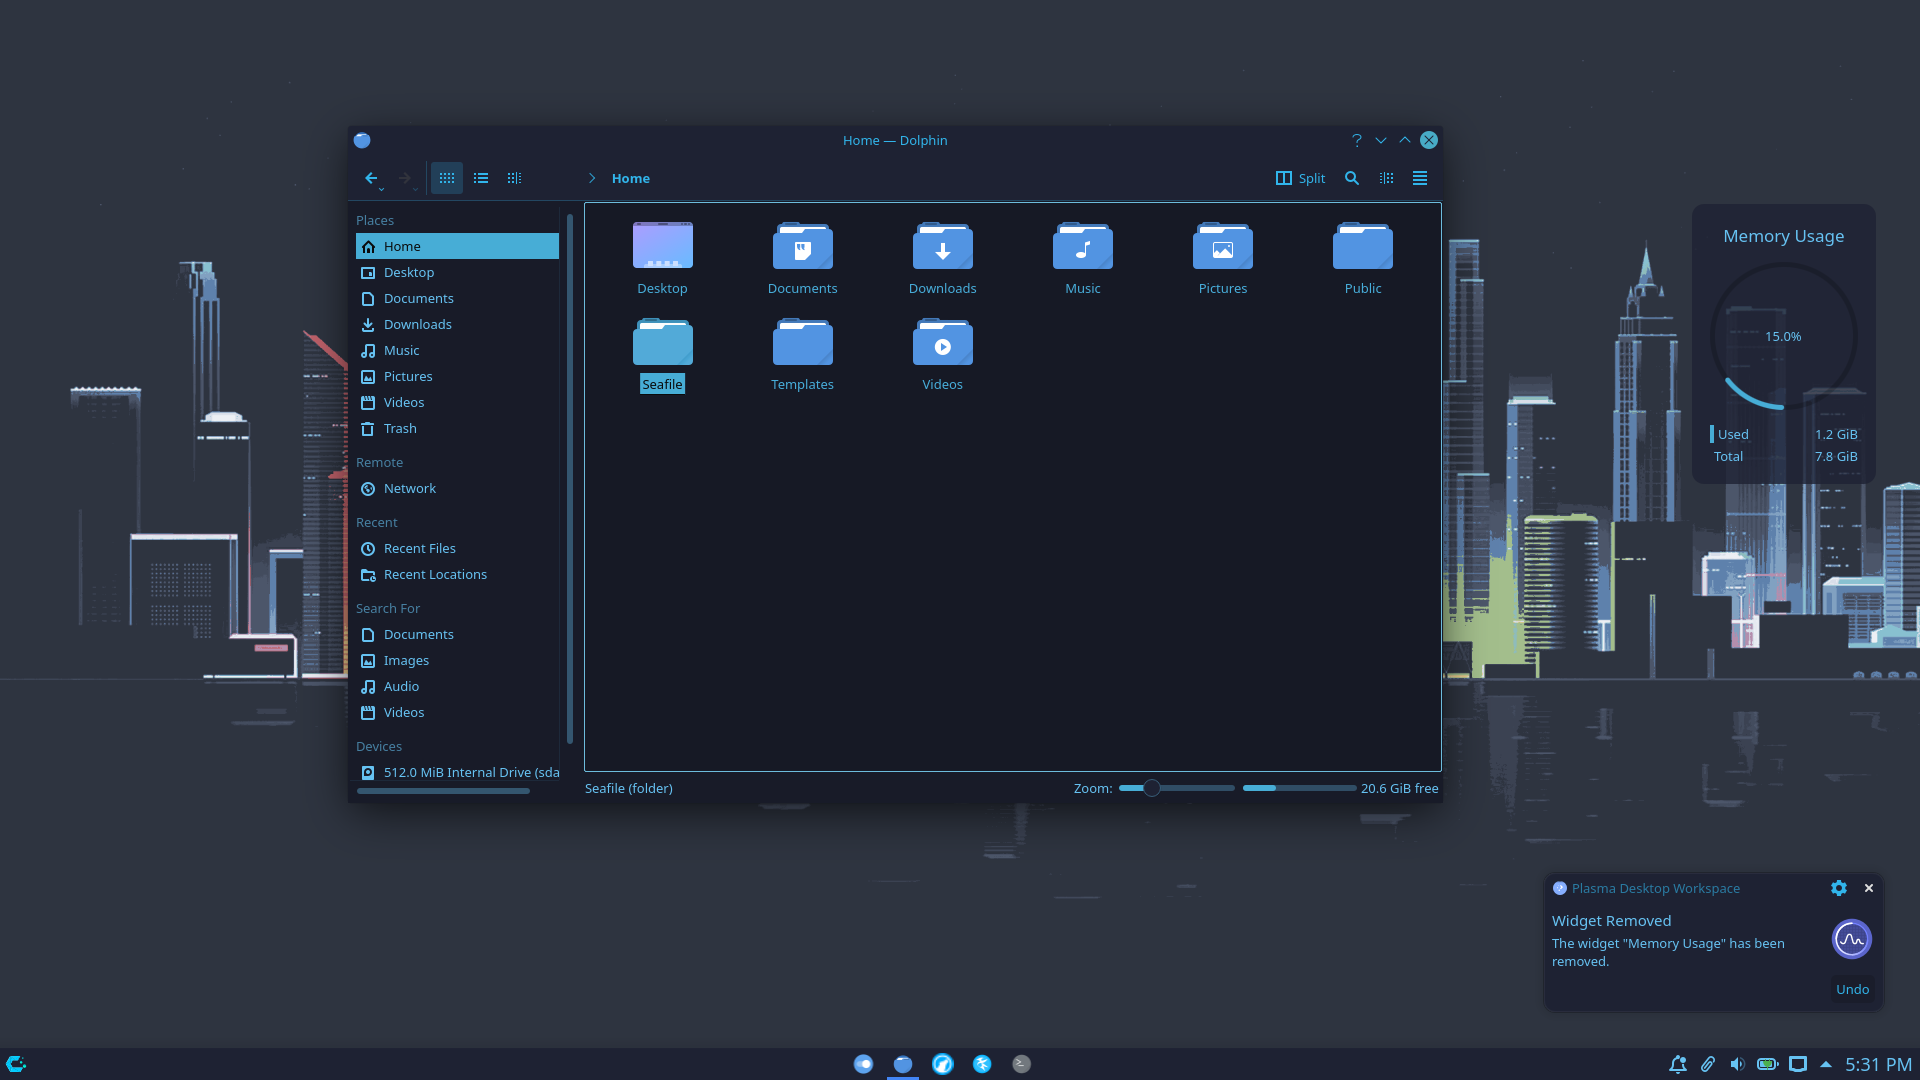 Home — Dolphin
Home
Split
Places
Home
Desktop
Documents
Downloads
Music
Pictures
Videos
Trash
Remote
Network
Recent
Recent Files
Recent Locations
Search For
Documents
Images
Audio
Videos
Devices
512.0 MiB Internal Drive (sda
Desktop
Documents
Downloads
Music
Pictures
Public
Seafile
Templates
Videos
Seafile (folder)
Zoom:
20.6 GiB free
Memory Usage
15.0%
Used 1.2 GiB
Total 7.8 GiB
Plasma Desktop Workspace
Widget Removed
The widget "Memory Usage" has been
removed.
Undo
5:31 PM